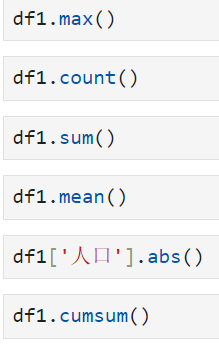 df1.max()
df1.count()
df1.sum()
df1.mean()
df1['人口'].abs()
df1.cumsum()